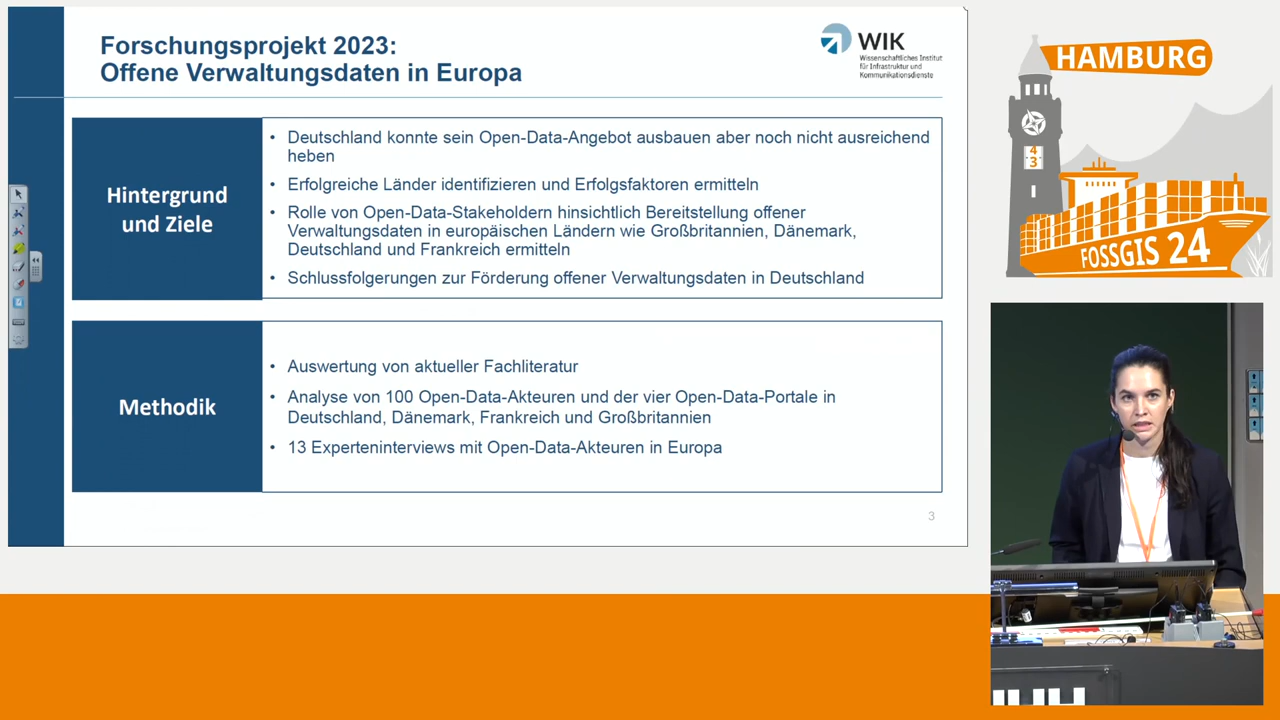 Forschungsprojekt 2023:
Offene Verwaltungsdaten in Europa
WIK
Wissenschaftliches Institut
für Infrastruktur und
Kommunikationsdienste
Hintergrund
und Ziele
• Deutschland konnte sein Open-Data-Angebot ausbauen aber noch nicht ausreichend
heben
• Erfolgreiche Länder identifizieren und Erfolgsfaktoren ermitteln
• Rolle von Open-Data-Stakeholdern hinsichtlich Bereitstellung offener
Verwaltungsdaten in europäischen Ländern wie Großbritannien, Dänemark,
Deutschland und Frankreich ermitteln
• Schlussfolgerungen zur Förderung offener Verwaltungsdaten in Deutschland
Methodik
• Auswertung von aktueller Fachliteratur
• Analyse von 100 Open-Data-Akteuren und der vier Open-Data-Portale in
Deutschland, Dänemark, Frankreich und Großbritannien
• 13 Experteninterviews mit Open-Data-Akteuren in Europa
3
HAMBURG
4
3
FOSSGIS 24